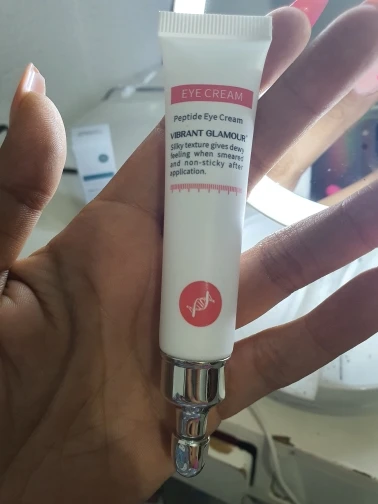 EYE CREAM
Peptide Eye Cream
VIBRANT GLAMOUR
Silky texture gives dewy
feeling when smeared
and non-sticky after
application.